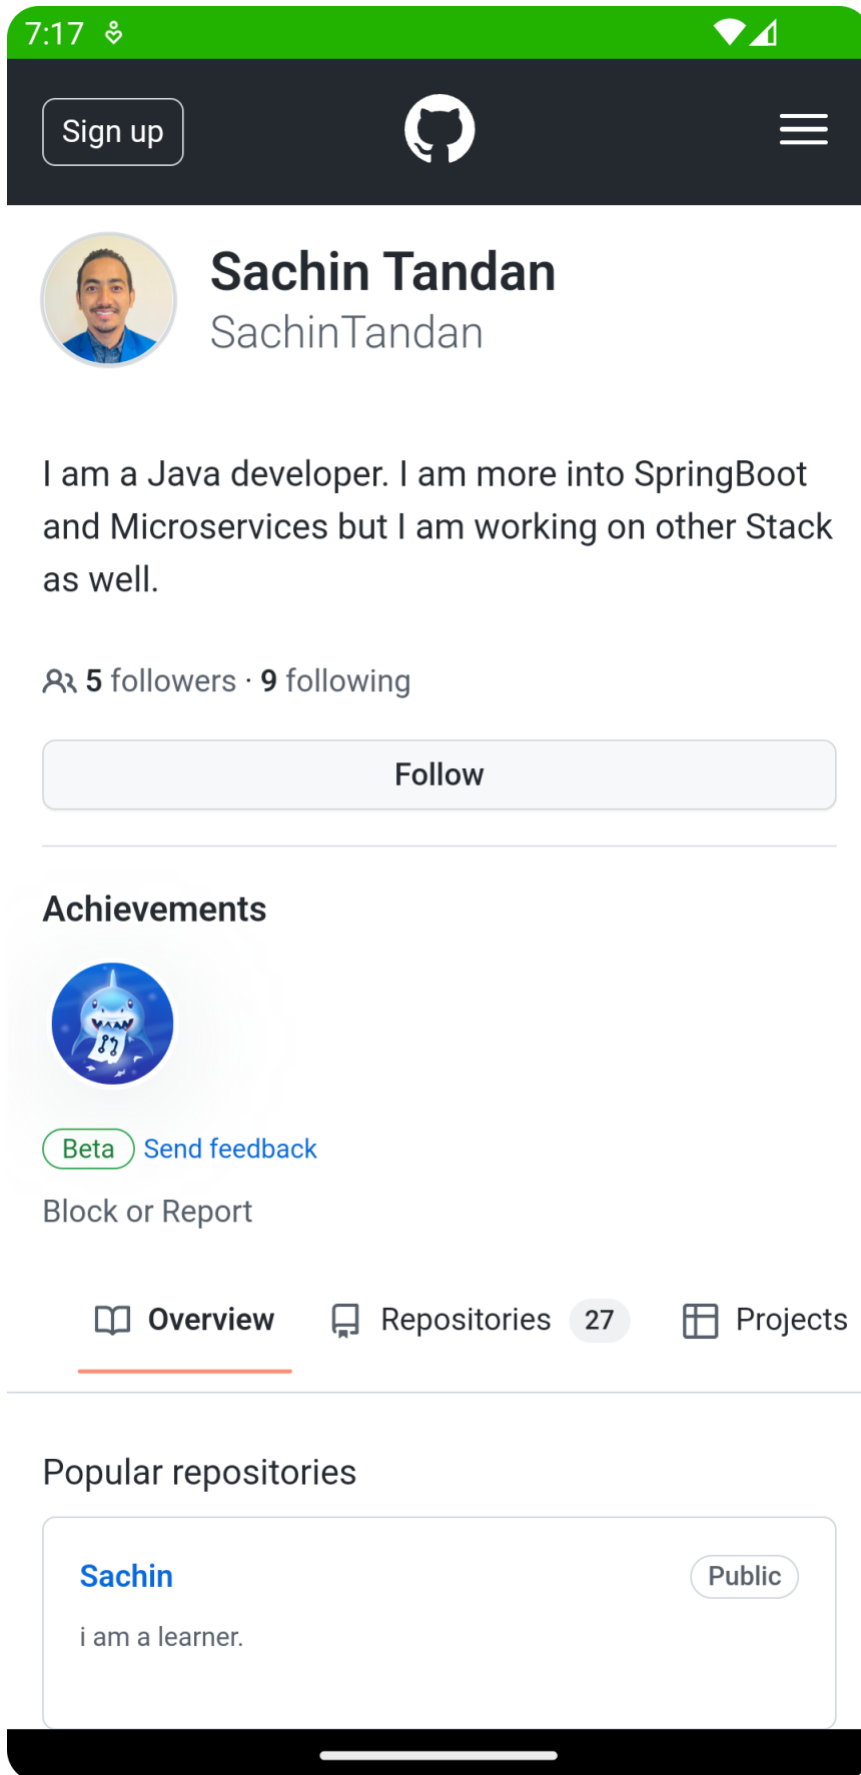 7:17
Sign up
Sachin Tandan
SachinTandan
I am a Java developer. I am more into SpringBoot
and Microservices but I am working on other Stack
as well.
5 followers · 9 following
Follow
Achievements
Beta Send feedback
Block or Report
Overview Repositories 27 Projects
Popular repositories
Sachin Public
i am a learner.